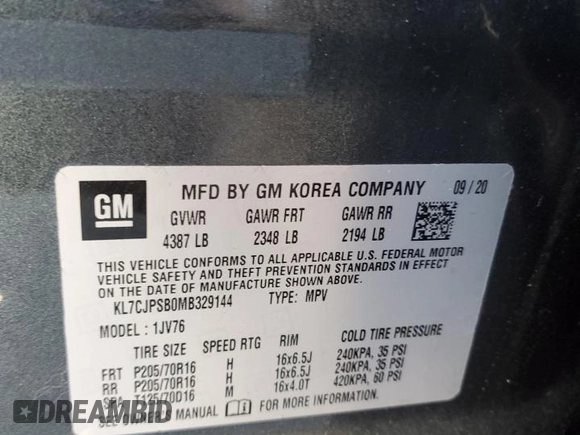 GM
MFD BY GM KOREA COMPANY 09/20
GVWR GAWR FRT GAWR RR
4387 LB 2348 LB 2194 LB
THIS VEHICLE CONFORMS TO ALL APPLICABLE U.S. FEDERAL MOTOR
VEHICLE SAFETY AND THEFT PREVENTION STANDARDS IN EFFECT ON
THE DATE OF MANUFACTURE SHOWN ABOVE.
KL7CJPSB0MB329144 TYPE: MPV
MODEL: 1JV76
TIRE SIZE SPEED RTG RIM COLD TIRE PRESSURE
FRT P205/70R16 H 16x6.5J 240KPA, 35 PSI
RR P205/70R16 H 16x6.5J 240KPA, 35 PSI
SPA T125/70D16 M 16x4.0T 420KPA, 60 PSI
SEE OWNER'S MANUAL FOR MORE INFORMATION.
DREAMBID